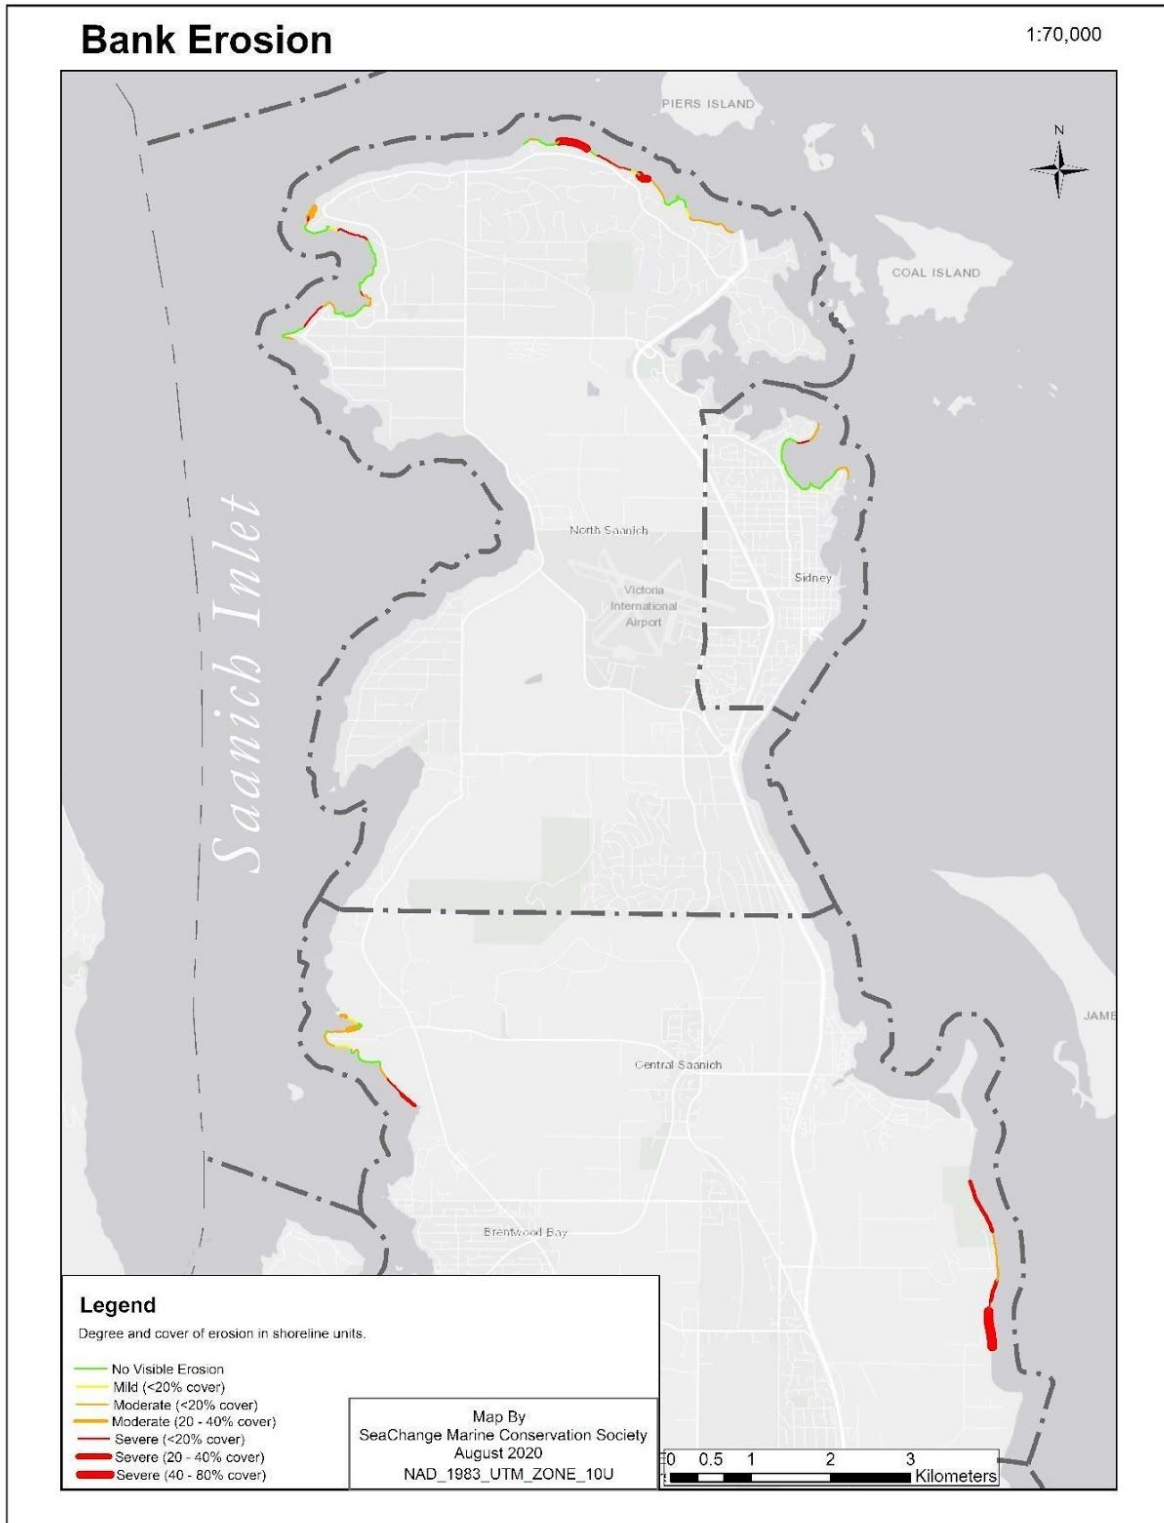 Bank Erosion
1:70,000
PIERS ISLAND
N
COAL ISLAND
Saanich Inlet
North Saanich
Sidney
Victoria
International
Airport
JAME
Central Saanich
Brentwood Bay
Legend
Degree and cover of erosion in shoreline units.
No Visible Erosion
Mild (<20% cover)
Moderate (<20% cover)
Moderate (20 - 40% cover)
Severe (<20% cover)
Severe (20 - 40% cover)
Severe (40 - 80% cover)
Map By
SeaChange Marine Conservation Society
August 2020
NAD_1983_UTM_ZONE_10U
0 0.5 1 2 3
Kilometers